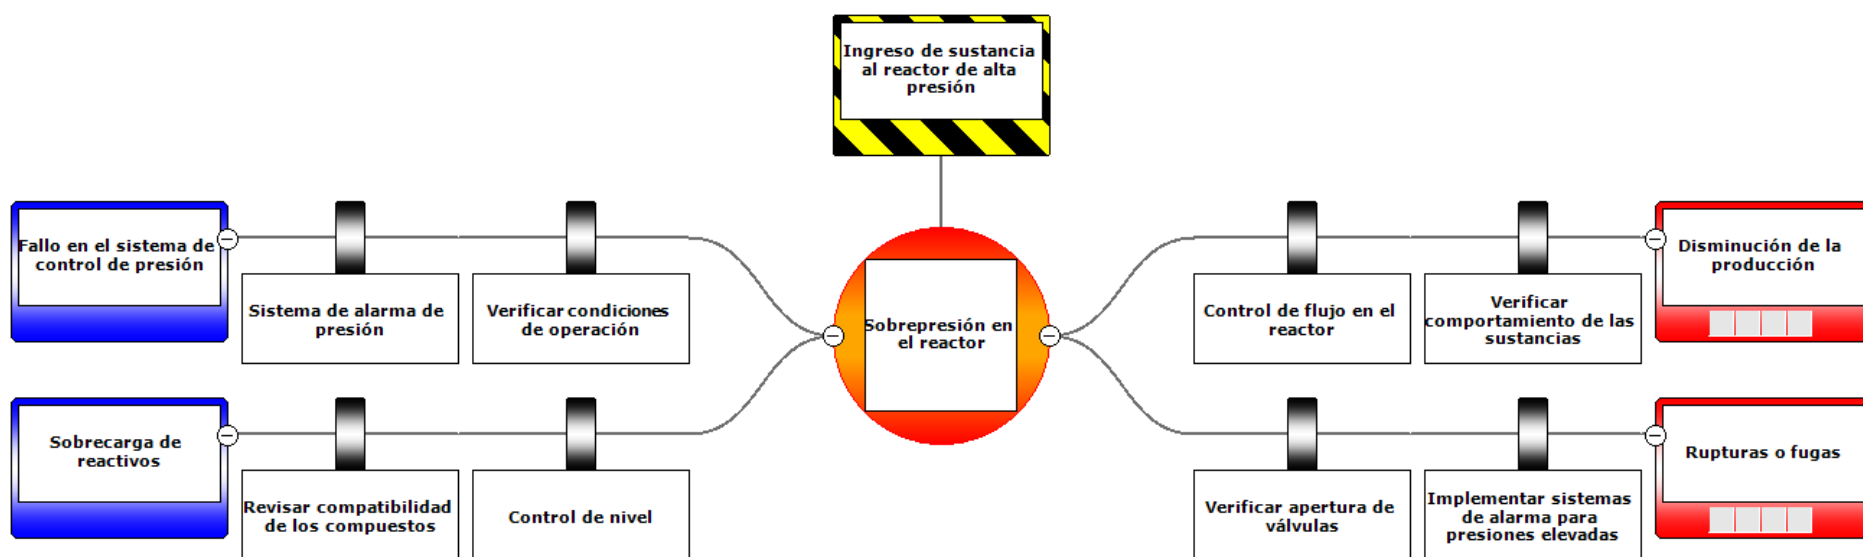 Ingreso de sustancia
al reactor de alta
presión
Fallo en el sistema de
control de presión
Sistema de alarma de
presión
Verificar condiciones
de operación
Sobrepresión en
el reactor
Control de flujo en el
reactor
Verificar
comportamiento de las
sustancias
Disminución de la
producción
Sobrecarga de
reactivos
Revisar compatibilidad
de los compuestos
Control de nivel
Verificar apertura de
válvulas
Implementar sistemas
de alarma para
presiones elevadas
Rupturas o fugas